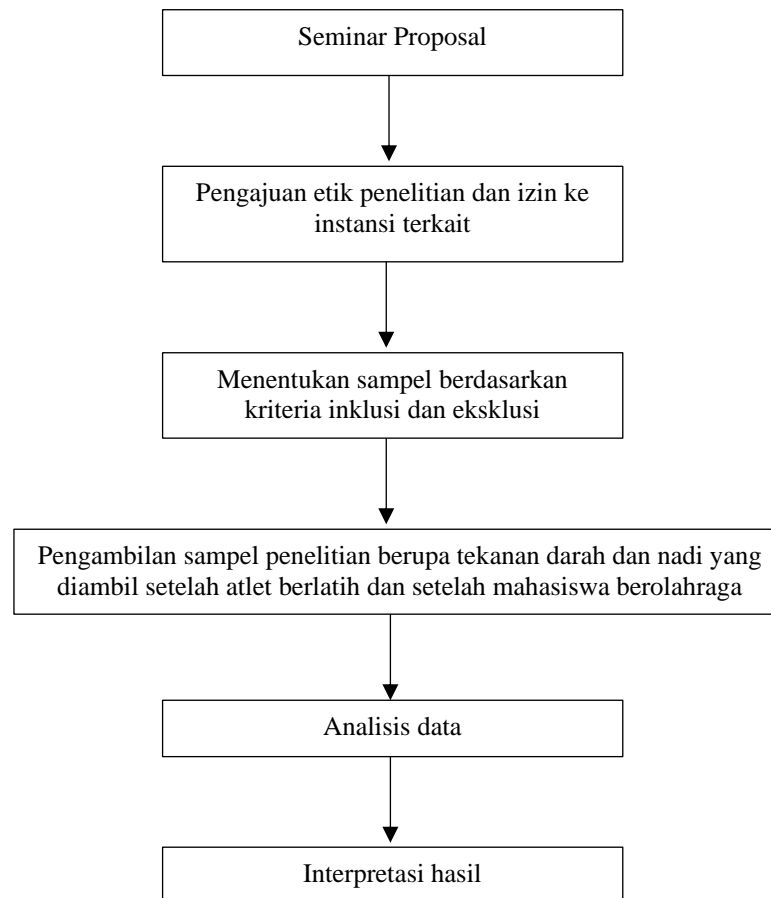 Seminar Proposal
Pengajuan etik penelitian dan izin ke
instansi terkait
Menentukan sampel berdasarkan
kriteria inklusi dan eksklusi
Pengambilan sampel penelitian berupa tekanan darah dan nadi yang
diambil setelah atlet berlatih dan setelah mahasiswa berolahraga
Analisis data
Interpretasi hasil